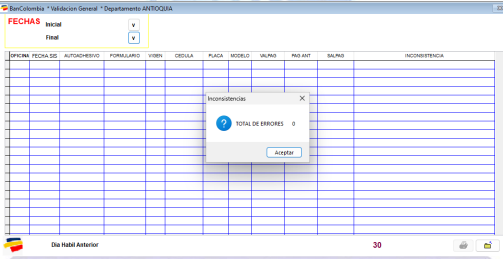 BanColombia * Validacion General * Departamento ANTIOQUIA
FECHAS Inicial
Final
OFICINA FECHA SIS AUTOADHESIVO FORMULARIO VIGEN CEDULA PLACA MODELO VALPAG PAG ANT SALPAG INCONSISTENCIA
Inconsistencias
TOTAL DE ERRORES 0
Aceptar
Dia Habil Anterior 30